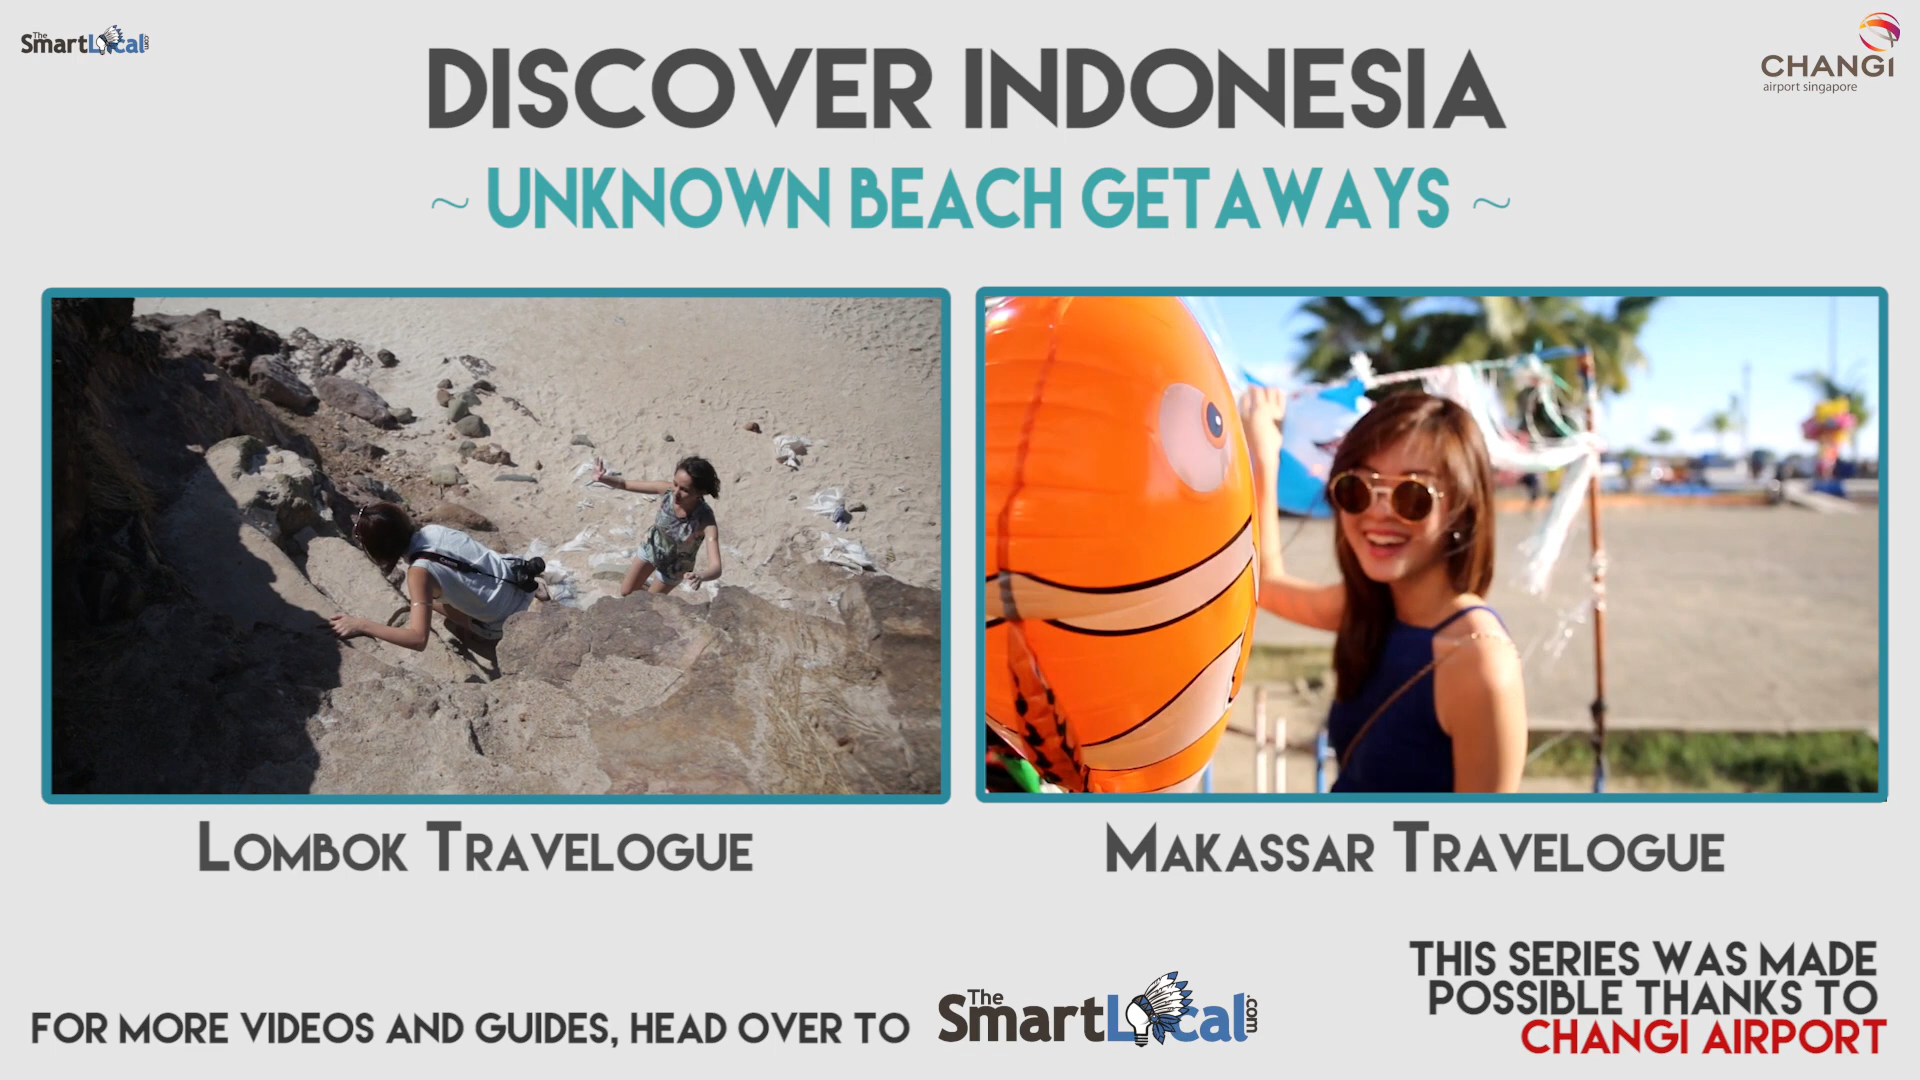 The SmartLocal.com
CHANGI
airport singapore
DISCOVER INDONESIA
~ UNKNOWN BEACH GETAWAYS ~
LOMBOK TRAVELOGUE
MAKASSAR TRAVELOGUE
FOR MORE VIDEOS AND GUIDES, HEAD OVER TO
The SmartLocal.com
THIS SERIES WAS MADE
POSSIBLE THANKS TO
CHANGI AIRPORT